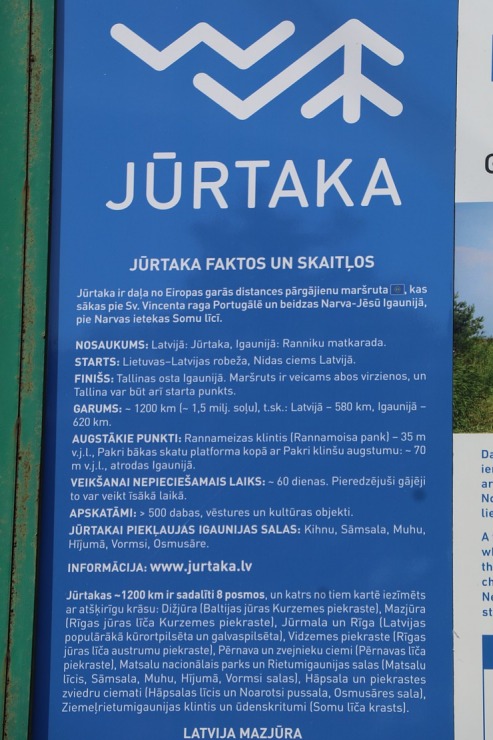 JŪRTAKA
JŪRTAKA FAKTOS UN SKAITĻOS
Jūrtaka ir daļa no Eiropas garās distances pārgājienu maršruta , kas
sākas pie Sv. Vincenta raga Portugālē un beidzas Narva-Jēsū Igaunijā,
pie Narvas ietekas Somu līcī.
NOSAUKUMS: Latvijā: Jūrtaka, Igaunijā: Ranniku matkarada.
STARTS: Lietuvas–Latvijas robeža, Nidas ciems Latvijā.
FINIŠS: Tallinas osta Igaunijā. Maršruts ir veicams abos virzienos, un
Tallina var būt arī starta punkts.
GARUMS: ~ 1200 km (~ 1,5 milj. soļu), t.sk.: Latvijā – 580 km, Igaunijā –
620 km.
AUGSTĀKIE PUNKTI: Rannameizas klintis (Rannamoisa pank) – 35 m
v.j.l., Pakri bākas skatu platforma kopā ar Pakri klinšu augstumu: ~ 70
m v.j.l., atrodas Igaunijā.
VEIKŠANAI NEPIECIEŠAMAIS LAIKS: ~ 60 dienas. Pieredzējuši gājēji
to var veikt īsākā laikā.
APSKATĀMI: > 500 dabas, vēstures un kultūras objekti.
JŪRTAKAI PIEKĻAUJAS IGAUNIJAS SALAS: Kihnu, Sāmsala, Muhu,
Hījumā, Vormsi, Osmusāre.
INFORMĀCIJA: www.jurtaka.lv
Jūrtakas ~1200 km ir sadalīti 8 posmos, un katrs no tiem kartē iezīmēts
ar atšķirīgu krāsu: Dižjūra (Baltijas jūras Kurzemes piekraste), Mazjūra
(Rīgas jūras līča Kurzemes piekraste), Jūrmala un Rīga (Latvijas
populārākā kūrortpilsēta un galvaspilsēta), Vidzemes piekraste (Rīgas
jūras līča austrumu piekraste), Pērnava un zvejnieku ciemi (Pērnavas līča
piekraste), Matsalu nacionālais parks un Rietumigaunijas salas (Matsalu
līcis, Sāmsala, Muhu, Hījumā, Vormsi salas), Hāpsala un piekrastes
zviedru ciemati (Hāpsalas līcis un Noarotsi pussala, Osmusāres sala),
Ziemeļrietumigaunijas klintis un ūdenskritumi (Somu līča krasts).
LATVIJA MAZJŪRA